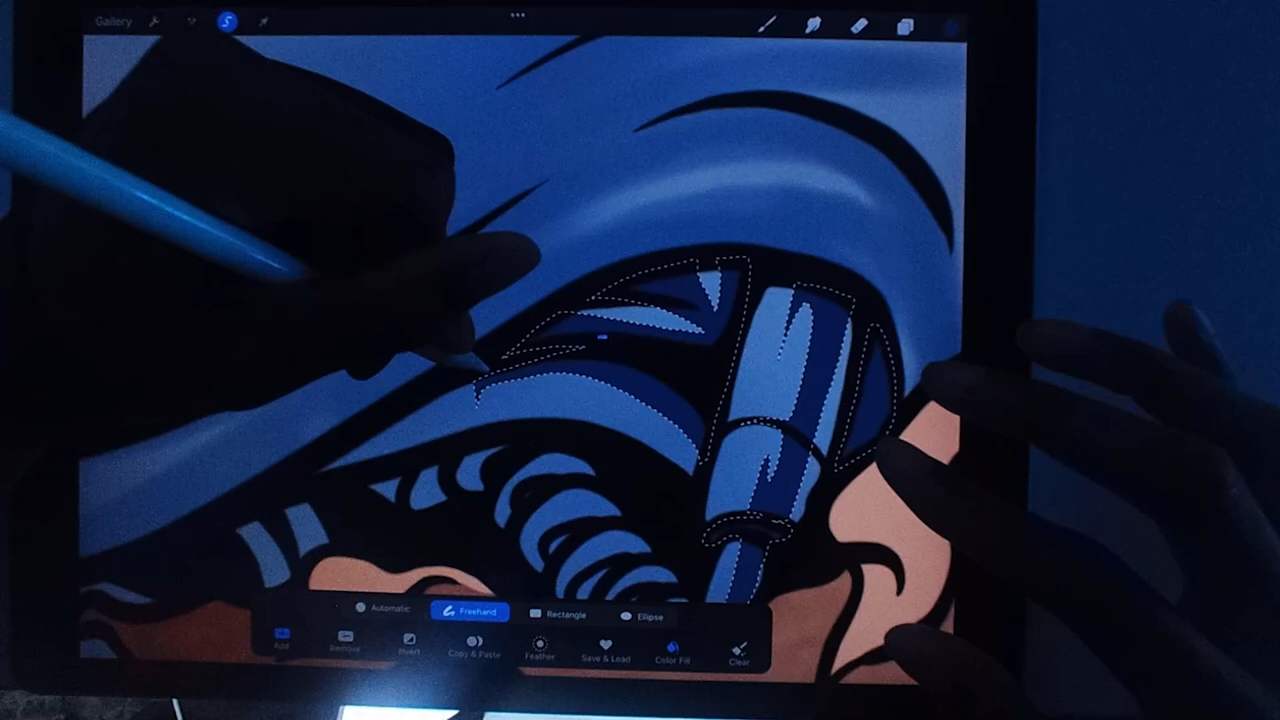 Gallery
Automatic Freehand Rectangle Ellipse
Add Remove Invert Copy & Paste Feather Save & Load Color Fill Clear